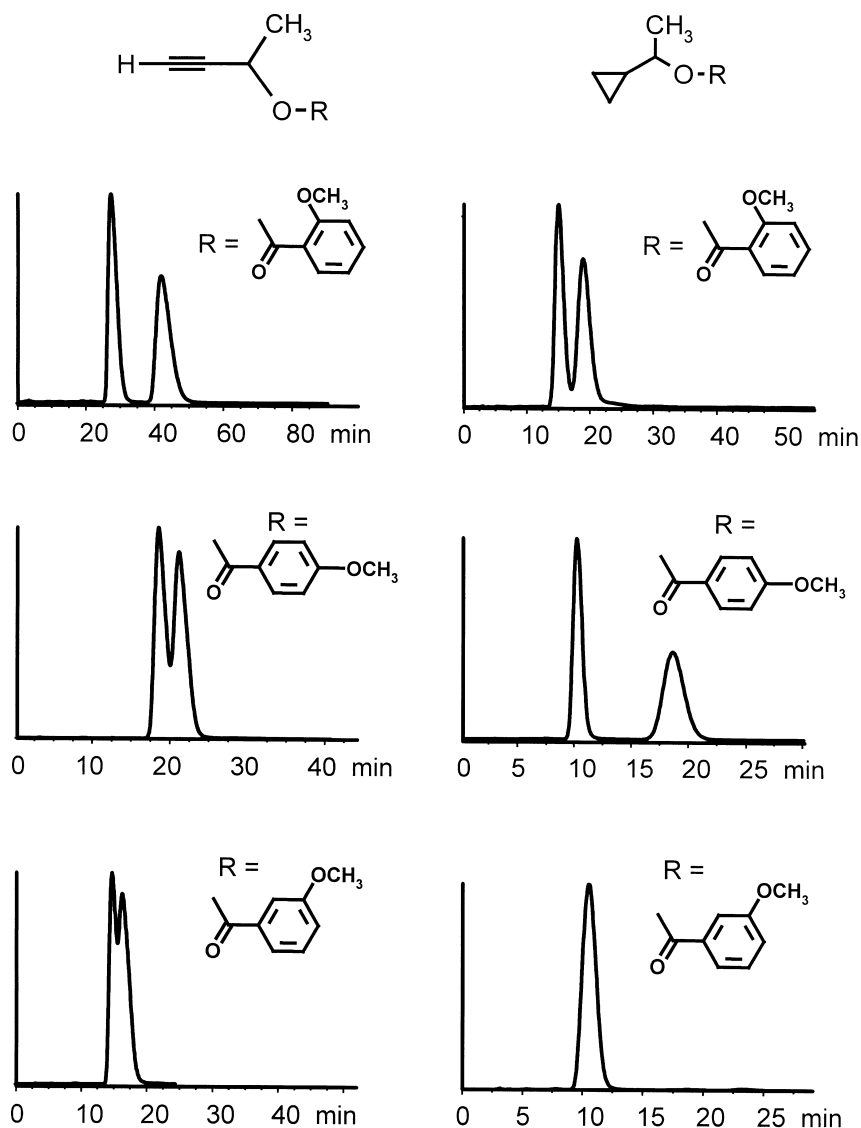 CH3
H
O-R
CH3
O-R
R =
OCH3
O
0 20 40 60 80 min
R =
OCH3
O
0 10 20 30 40 50 min
R =
O
OCH3
0 10 20 30 40 min
R =
O
OCH3
0 5 10 15 20 25 min
R =
OCH3
O
0 10 20 30 40 min
R =
OCH3
O
0 5 10 15 20 25 min